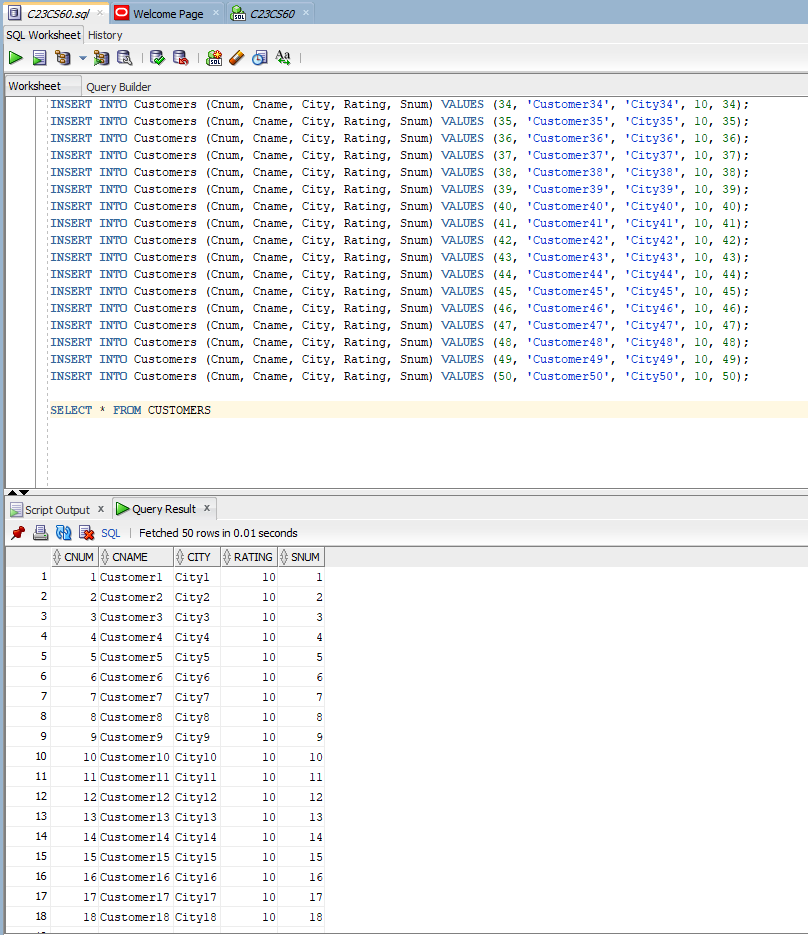 C23CS60.sql Welcome Page C23CS60
SQL Worksheet History
Worksheet Query Builder
INSERT INTO Customers (Cnum, Cname, City, Rating, Snum) VALUES (34, 'Customer34', 'City34', 10, 34);
INSERT INTO Customers (Cnum, Cname, City, Rating, Snum) VALUES (35, 'Customer35', 'City35', 10, 35);
INSERT INTO Customers (Cnum, Cname, City, Rating, Snum) VALUES (36, 'Customer36', 'City36', 10, 36);
INSERT INTO Customers (Cnum, Cname, City, Rating, Snum) VALUES (37, 'Customer37', 'City37', 10, 37);
INSERT INTO Customers (Cnum, Cname, City, Rating, Snum) VALUES (38, 'Customer38', 'City38', 10, 38);
INSERT INTO Customers (Cnum, Cname, City, Rating, Snum) VALUES (39, 'Customer39', 'City39', 10, 39);
INSERT INTO Customers (Cnum, Cname, City, Rating, Snum) VALUES (40, 'Customer40', 'City40', 10, 40);
INSERT INTO Customers (Cnum, Cname, City, Rating, Snum) VALUES (41, 'Customer41', 'City41', 10, 41);
INSERT INTO Customers (Cnum, Cname, City, Rating, Snum) VALUES (42, 'Customer42', 'City42', 10, 42);
INSERT INTO Customers (Cnum, Cname, City, Rating, Snum) VALUES (43, 'Customer43', 'City43', 10, 43);
INSERT INTO Customers (Cnum, Cname, City, Rating, Snum) VALUES (44, 'Customer44', 'City44', 10, 44);
INSERT INTO Customers (Cnum, Cname, City, Rating, Snum) VALUES (45, 'Customer45', 'City45', 10, 45);
INSERT INTO Customers (Cnum, Cname, City, Rating, Snum) VALUES (46, 'Customer46', 'City46', 10, 46);
INSERT INTO Customers (Cnum, Cname, City, Rating, Snum) VALUES (47, 'Customer47', 'City47', 10, 47);
INSERT INTO Customers (Cnum, Cname, City, Rating, Snum) VALUES (48, 'Customer48', 'City48', 10, 48);
INSERT INTO Customers (Cnum, Cname, City, Rating, Snum) VALUES (49, 'Customer49', 'City49', 10, 49);
INSERT INTO Customers (Cnum, Cname, City, Rating, Snum) VALUES (50, 'Customer50', 'City50', 10, 50);
SELECT * FROM CUSTOMERS
Script Output x Query Result x
SQL | Fetched 50 rows in 0.01 seconds
CNUM CNAME CITY RATING SNUM
1 1 Customer1 City1 10 1
2 2 Customer2 City2 10 2
3 3 Customer3 City3 10 3
4 4 Customer4 City4 10 4
5 5 Customer5 City5 10 5
6 6 Customer6 City6 10 6
7 7 Customer7 City7 10 7
8 8 Customer8 City8 10 8
9 9 Customer9 City9 10 9
10 10 Customer10 City10 10 10
11 11 Customer11 City11 10 11
12 12 Customer12 City12 10 12
13 13 Customer13 City13 10 13
14 14 Customer14 City14 10 14
15 15 Customer15 City15 10 15
16 16 Customer16 City16 10 16
17 17 Customer17 City17 10 17
18 18 Customer18 City18 10 18